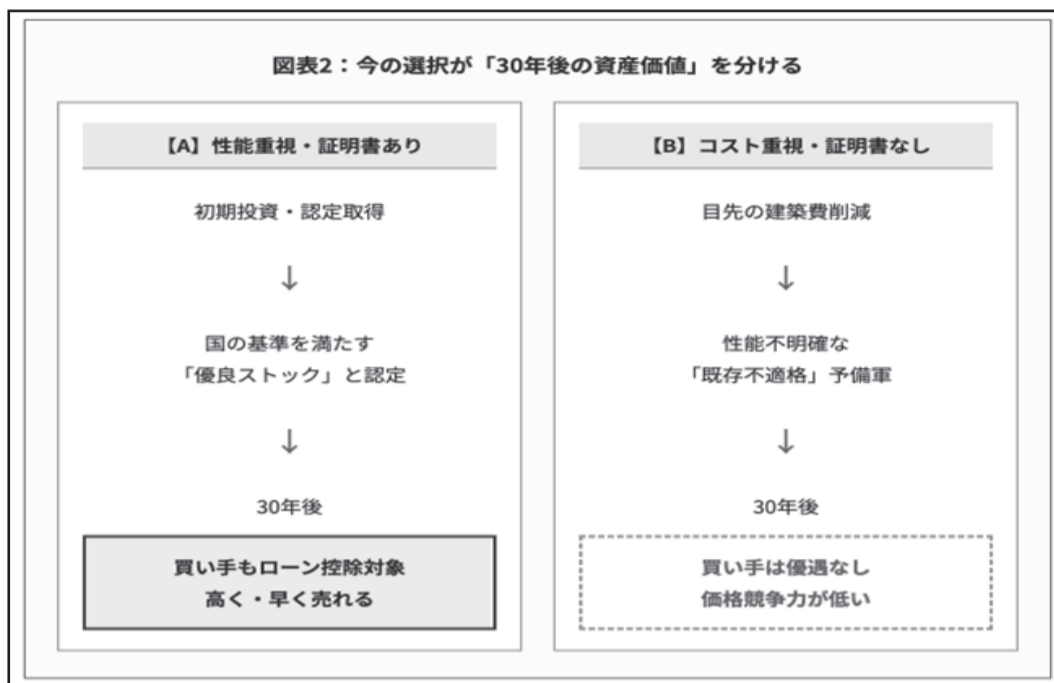 図表2：今の選択が「30年後の資産価値」を分ける
【A】性能重視・証明書あり
初期投資・認定取得
↓
国の基準を満たす
「優良ストック」と認定
↓
30年後
買い手もローン控除対象
高く・早く売れる
【B】コスト重視・証明書なし
目先の建築費削減
↓
性能不明確な
「既存不適格」予備軍
↓
30年後
買い手は優遇なし
価格競争力が低い